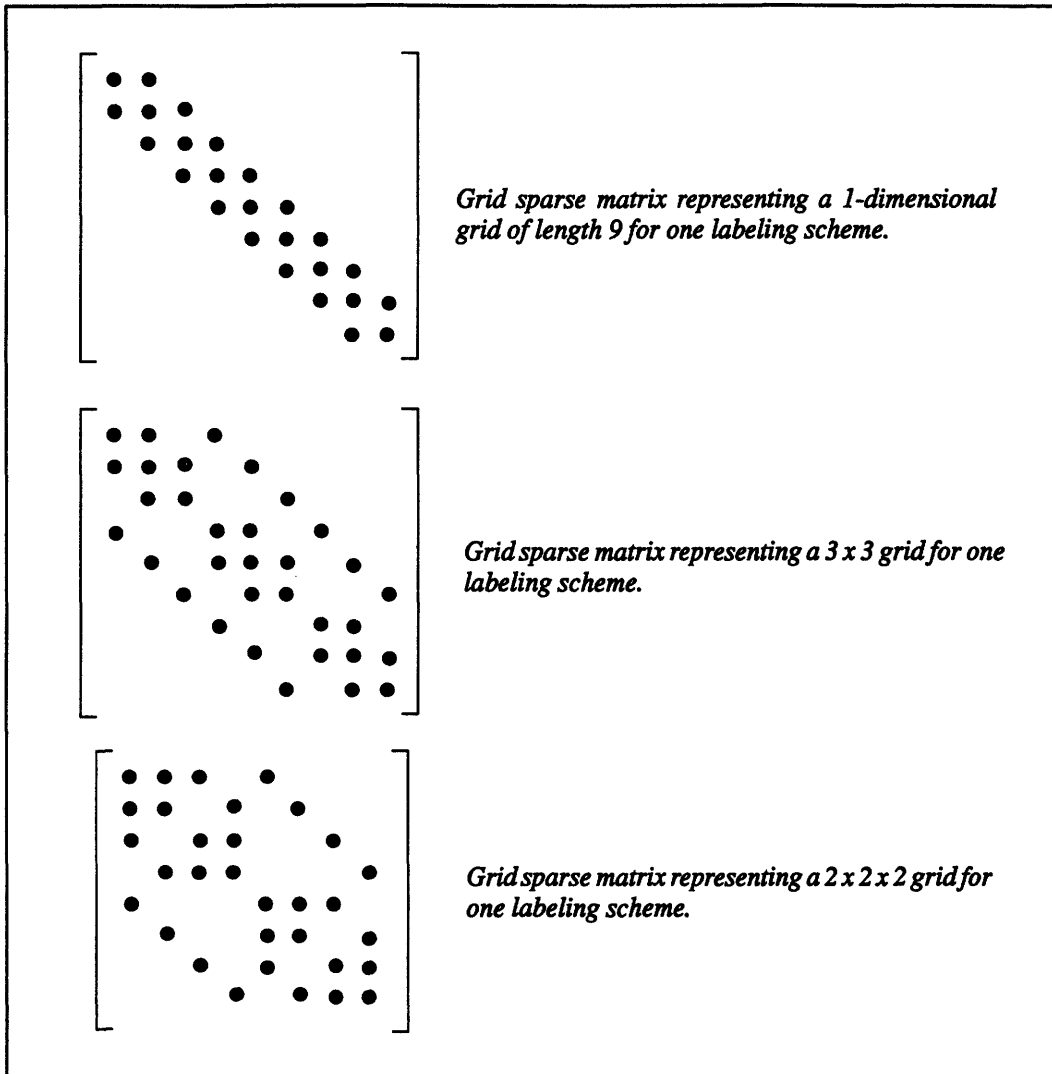 Grid sparse matrix representing a 1-dimensional
grid of length 9 for one labeling scheme.
Grid sparse matrix representing a 3 x 3 grid for one
labeling scheme.
Grid sparse matrix representing a 2 x 2 x 2 grid for
one labeling scheme.